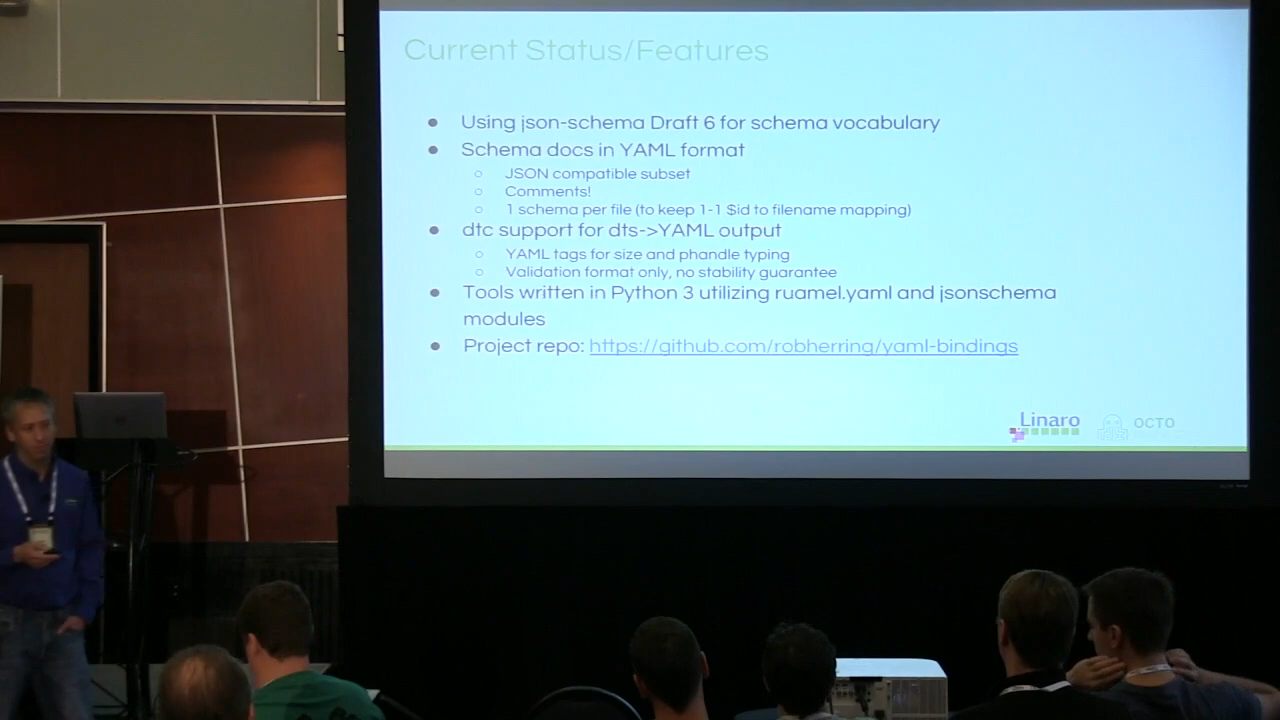 Current Status/Features
● Using json-schema Draft 6 for schema vocabulary
● Schema docs in YAML format
○ JSON compatible subset
○ Comments!
○ 1 schema per file (to keep 1-1 $id to filename mapping)
● dtc support for dts->YAML output
○ YAML tags for size and phandle typing
○ Validation format only, no stability guarantee
● Tools written in Python 3 utilizing ruamel.yaml and jsonschema
modules
● Project repo: https://github.com/robherring/yaml-bindings
Linaro
OCTO